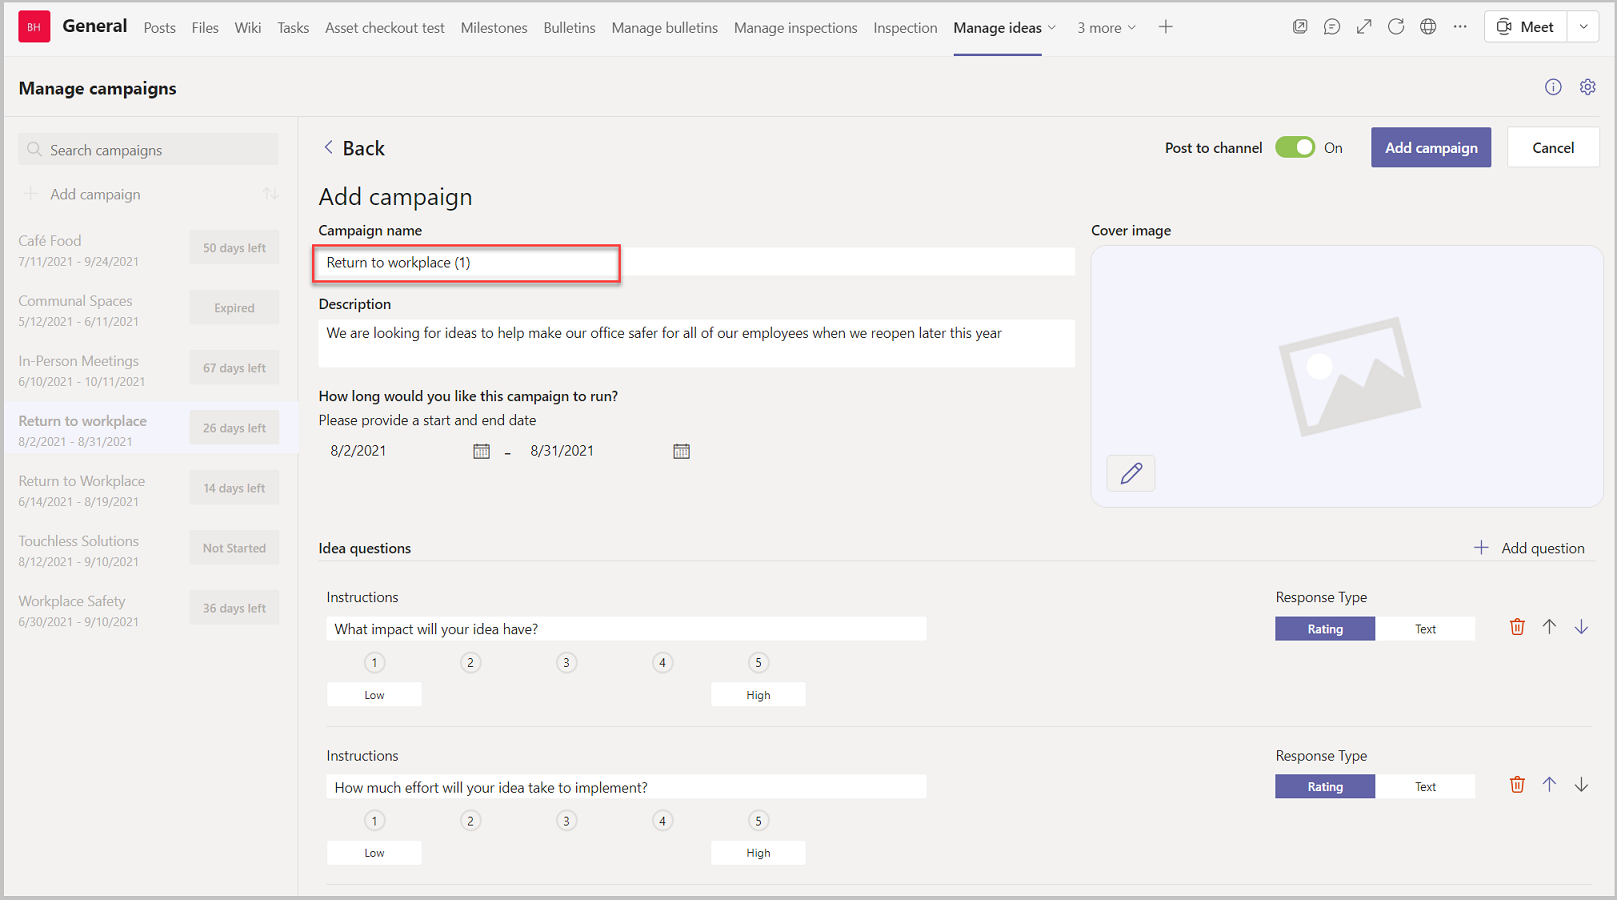 BH General Posts Files Wiki Tasks Asset checkout test Milestones Bulletins Manage bulletins Manage inspections Inspection Manage ideas 3 more Meet
Manage campaigns
Search campaigns
Add campaign
Café Food
7/11/2021 - 9/24/2021
50 days left
Communal Spaces
5/12/2021 - 6/11/2021
Expired
In-Person Meetings
6/10/2021 - 10/11/2021
67 days left
Return to workplace
8/2/2021 - 8/31/2021
26 days left
Return to Workplace
6/14/2021 - 8/19/2021
14 days left
Touchless Solutions
8/12/2021 - 9/10/2021
Not Started
Workplace Safety
6/30/2021 - 9/10/2021
36 days left
Back
Post to channel On Add campaign Cancel
Add campaign
Campaign name
Return to workplace (1)
Description
We are looking for ideas to help make our office safer for all of our employees when we reopen later this year
How long would you like this campaign to run?
Please provide a start and end date
8/2/2021 - 8/31/2021
Cover image
Idea questions
Add question
Instructions
Response Type
What impact will your idea have?
Rating Text
1 2 3 4 5
Low High
Instructions
Response Type
How much effort will your idea take to implement?
Rating Text
1 2 3 4 5
Low High